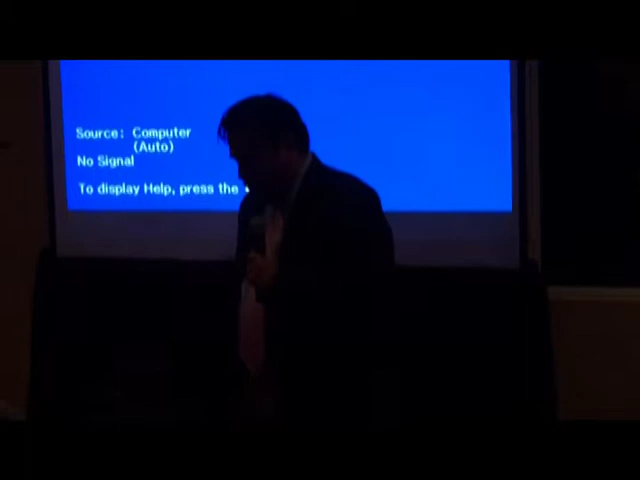 Source: Computer
(Auto)
No Signal
To display Help, press the